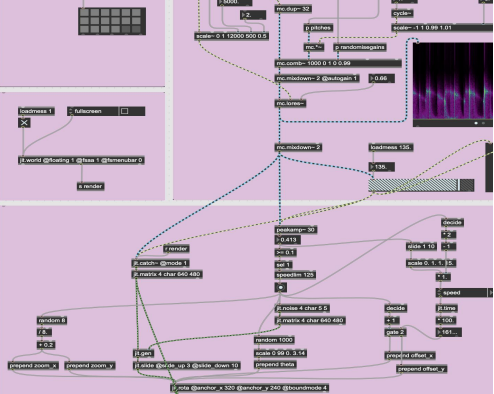 5000.
2.
scale~ 0 1 12000 500 0.5
mc.dup~ 32
cycle~
p pitches
scale~ -1 1 0.99 1.01
mc.*~
p randomisegains
mc.comb~ 1000 0 1 0 0.99
mc.mixdown~ 2 @autogain 1
0.66
mc.lores~
loadmess 1
fullscreen
jit.world @floating 1 @fsaa 1 @fsmenubar 0
s render
mc.mixdown~ 2
loadmess 135.
135.
peakamp~ 30
0.413
r render
>= 0.1
jit.catch~ @mode 1
sel 1
jit.matrix 4 char 640 480
speedlim 125
decide
* 2
- 1
slide 1 10
scale 0. 1. 1. 15.
* 1.
speed
jit.noise 4 char 5 5
jit.matrix 4 char 640 480
decide
+ 1
gate 2
jit.time
* 100
161...
random 8
/ 8.
+ 0.2
random 1000
scale 0 99 0. 3.14
prepend theta
jit.gen
prepend offset_x
prepend offset_y
prepend zoom_x
prepend zoom_y
jit.slide @slide_up 3 @slide_down 10
jit.rota @anchor_x 320 @anchor_y 240 @boundmode 4